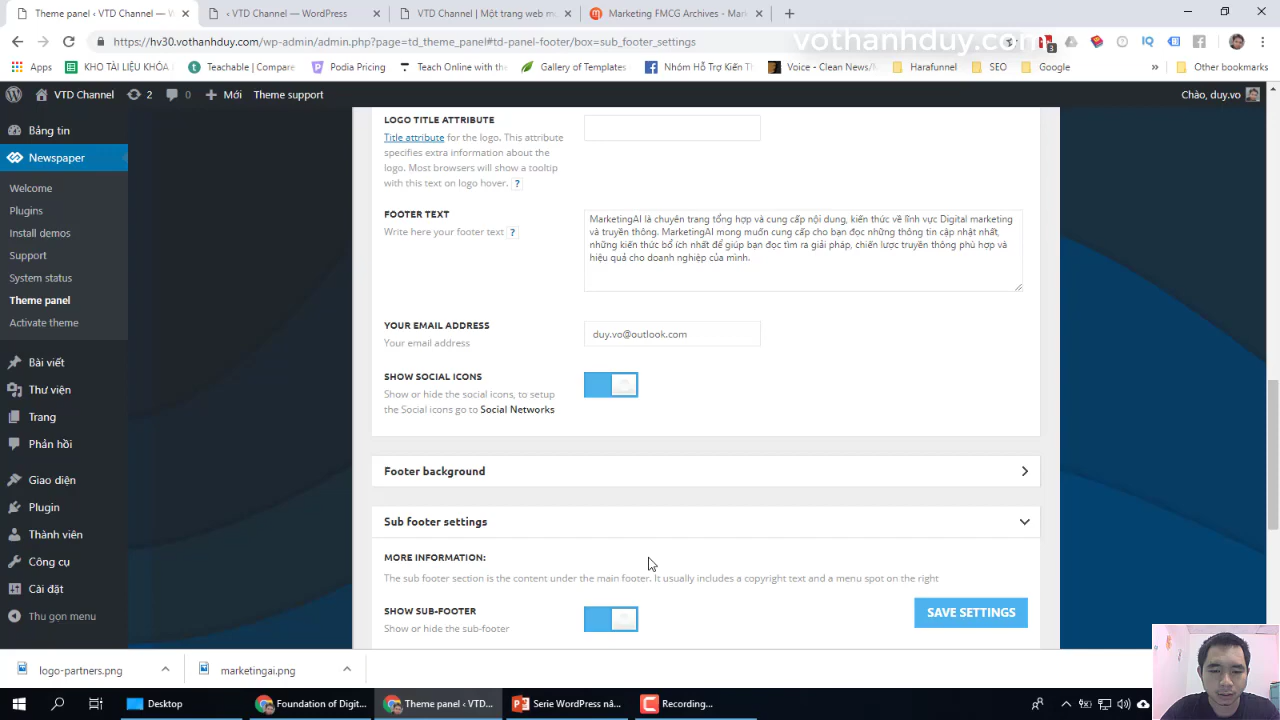 Theme panel ‹ VTD Channel — W
‹ VTD Channel — WordPress
VTD Channel | Một trang web m
Marketing FMCG Archives - Mark
https://hv30.vothanhduy.com/wp-admin/admin.php?page=td_theme_panel#td-panel-footer/box=sub_footer_settings
vothanhduy.com
Apps
KHO TÀI LIỆU KHÓA
Teachable | Compare
Podia Pricing
Teach Online with the
Gallery of Templates
Nhóm Hỗ Trợ Kiến Th
Voice - Clean News/M
Harafunnel
SEO
Google
Other bookmarks
VTD Channel
2
0
Mới
Theme support
Chào, duy.vo
Bảng tin
Newspaper
Welcome
Plugins
Install demos
Support
System status
Theme panel
Activate theme
Bài viết
Thư viện
Trang
Phản hồi
Giao diện
Plugin
Thành viên
Công cụ
Cài đặt
Thu gọn menu
LOGO TITLE ATTRIBUTE
Title attribute for the logo. This attribute
specifies extra information about the
logo. Most browsers will show a tooltip
with this text on logo hover. ?
FOOTER TEXT
Write here your footer text ?
MarketingAI là chuyên trang tổng hợp và cung cấp nội dung, kiến thức về lĩnh vực Digital marketing
và truyền thông. MarketingAI mong muốn cung cấp cho bạn đọc những thông tin cập nhật nhất,
những kiến thức bổ ích nhất để giúp bạn đọc tìm ra giải pháp, chiến lược truyền thông phù hợp và
hiệu quả cho doanh nghiệp của mình.
YOUR EMAIL ADDRESS
Your email address
duy.vo@outlook.com
SHOW SOCIAL ICONS
Show or hide the social icons, to setup
the Social icons go to Social Networks
Footer background
Sub footer settings
MORE INFORMATION:
The sub footer section is the content under the main footer. It usually includes a copyright text and a menu spot on the right
SHOW SUB-FOOTER
Show or hide the sub-footer
SAVE SETTINGS
logo-partners.png
marketingai.png
Desktop
Foundation of Digit...
Theme panel ‹ VTD...
Serie WordPress nâ...
Recording...